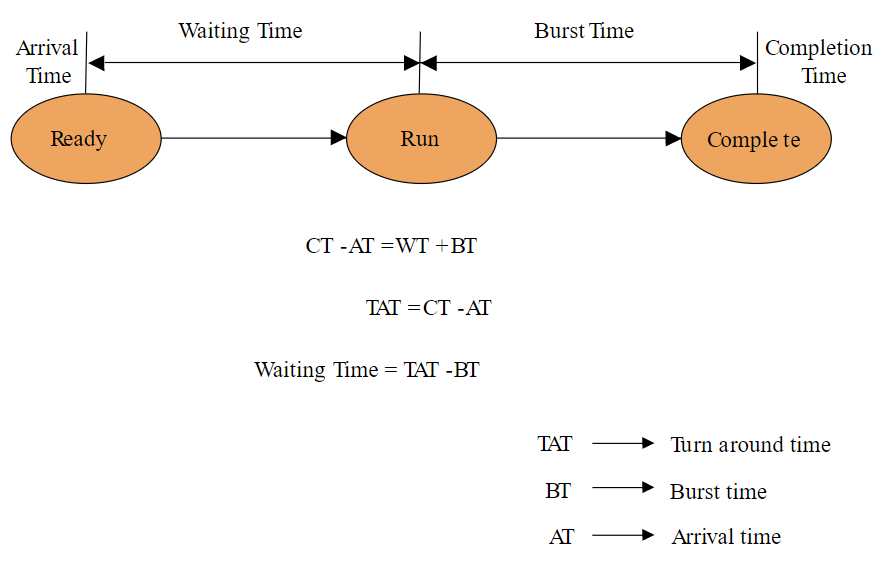 Waiting Time
Burst Time
Arrival
Time
Completion
Time
Ready
Run
Comple te
CT -AT =WT +BT
TAT =CT -AT
Waiting Time = TAT -BT
TAT Turn around time
BT Burst time
AT Arrival time